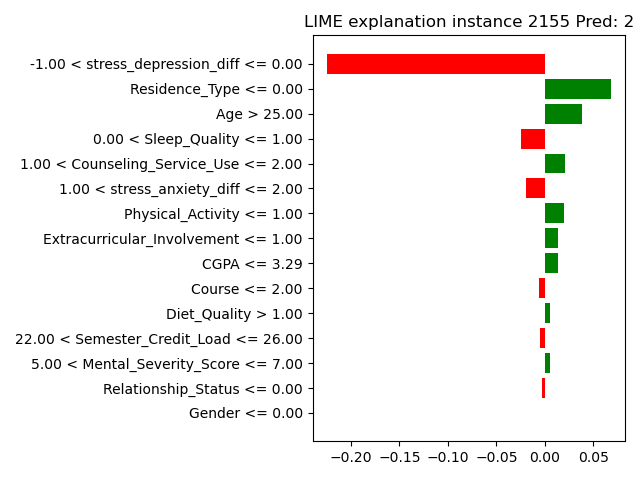 LIME explanation instance 2155 Pred: 2
-1.00 < stress_depression_diff <= 0.00
Residence_Type <= 0.00
Age > 25.00
0.00 < Sleep_Quality <= 1.00
1.00 < Counseling_Service_Use <= 2.00
1.00 < stress_anxiety_diff <= 2.00
Physical_Activity <= 1.00
Extracurricular_Involvement <= 1.00
CGPA <= 3.29
Course <= 2.00
Diet_Quality > 1.00
22.00 < Semester_Credit_Load <= 26.00
5.00 < Mental_Severity_Score <= 7.00
Relationship_Status <= 0.00
Gender <= 0.00
−0.20 −0.15 −0.10 −0.05 0.00 0.05